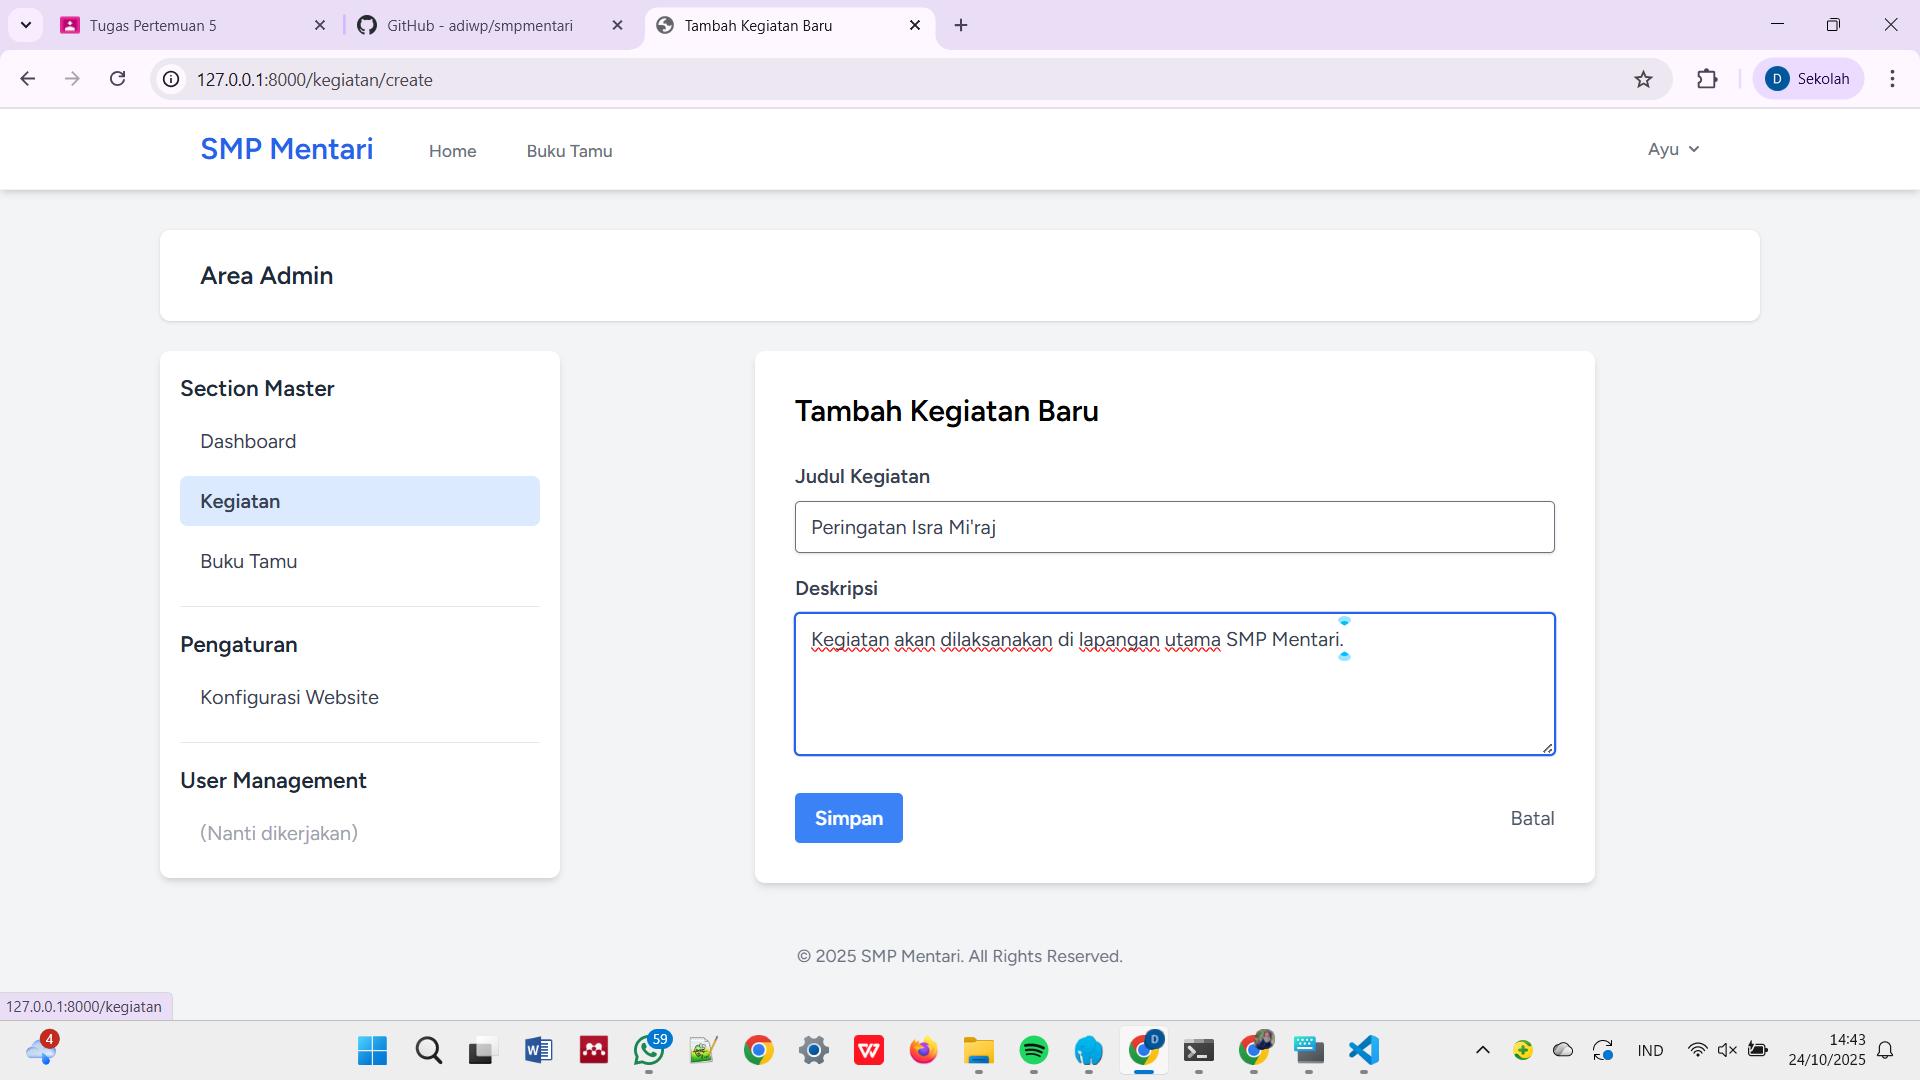 Tugas Pertemuan 5
GitHub - adiwp/smpmentari
Tambah Kegiatan Baru
127.0.0.1:8000/kegiatan/create
D
Sekolah
SMP Mentari
Home
Buku Tamu
Ayu
Area Admin
Section Master
Dashboard
Kegiatan
Buku Tamu
Pengaturan
Konfigurasi Website
User Management
(Nanti dikerjakan)
Tambah Kegiatan Baru
Judul Kegiatan
Peringatan Isra Mi'raj
Deskripsi
Kegiatan akan dilaksanakan di lapangan utama SMP Mentari.
Simpan
Batal
© 2025 SMP Mentari. All Rights Reserved.
127.0.0.1:8000/kegiatan
4
59
D
IND
14:43
24/10/2025